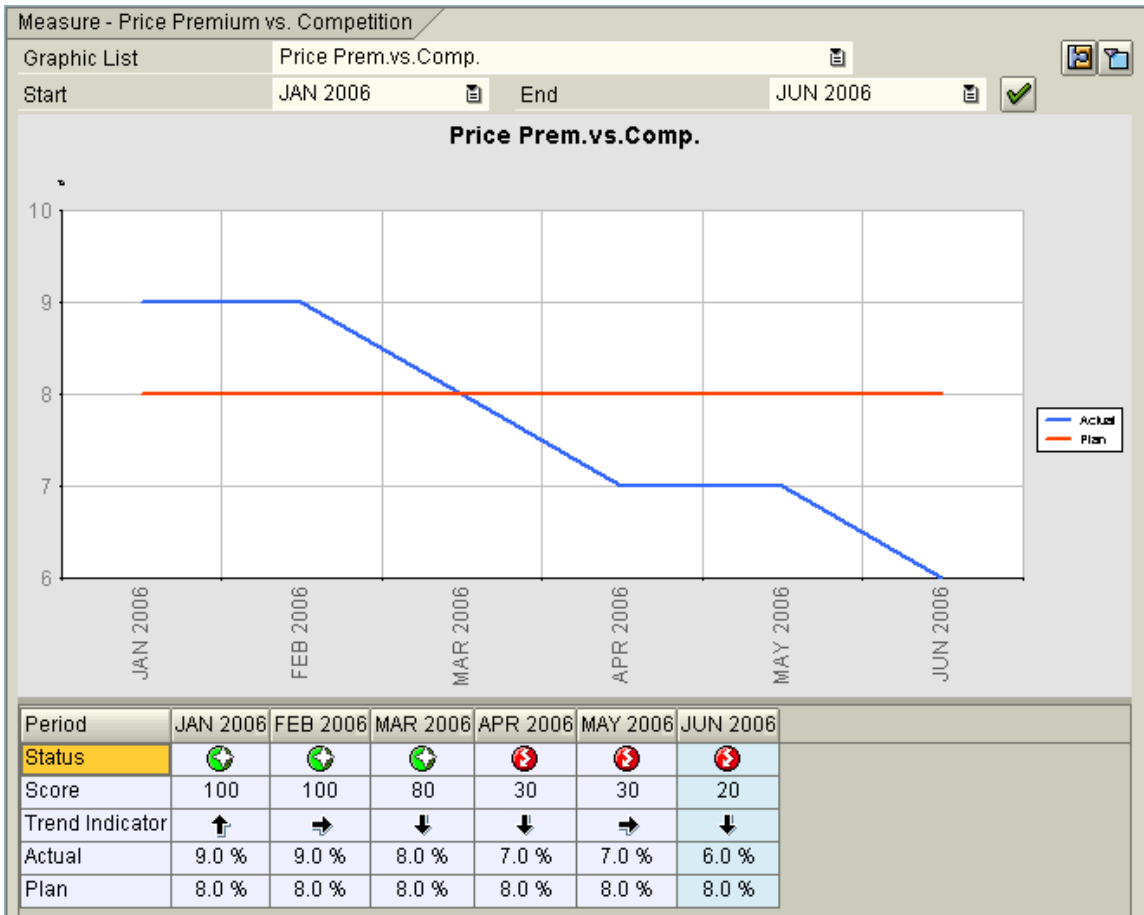 Measure - Price Premium vs. Competition
Graphic List Price Prem.vs.Comp.
Start JAN 2006 End JUN 2006
Price Prem.vs.Comp.
10
9
8
7
6
Actual
Plan
JAN 2006 FEB 2006 MAR 2006 APR 2006 MAY 2006 JUN 2006
Period JAN 2006 FEB 2006 MAR 2006 APR 2006 MAY 2006 JUN 2006
Status
Score 100 100 80 30 30 20
Trend Indicator
Actual 9.0 % 9.0 % 8.0 % 7.0 % 7.0 % 6.0 %
Plan 8.0 % 8.0 % 8.0 % 8.0 % 8.0 % 8.0 %